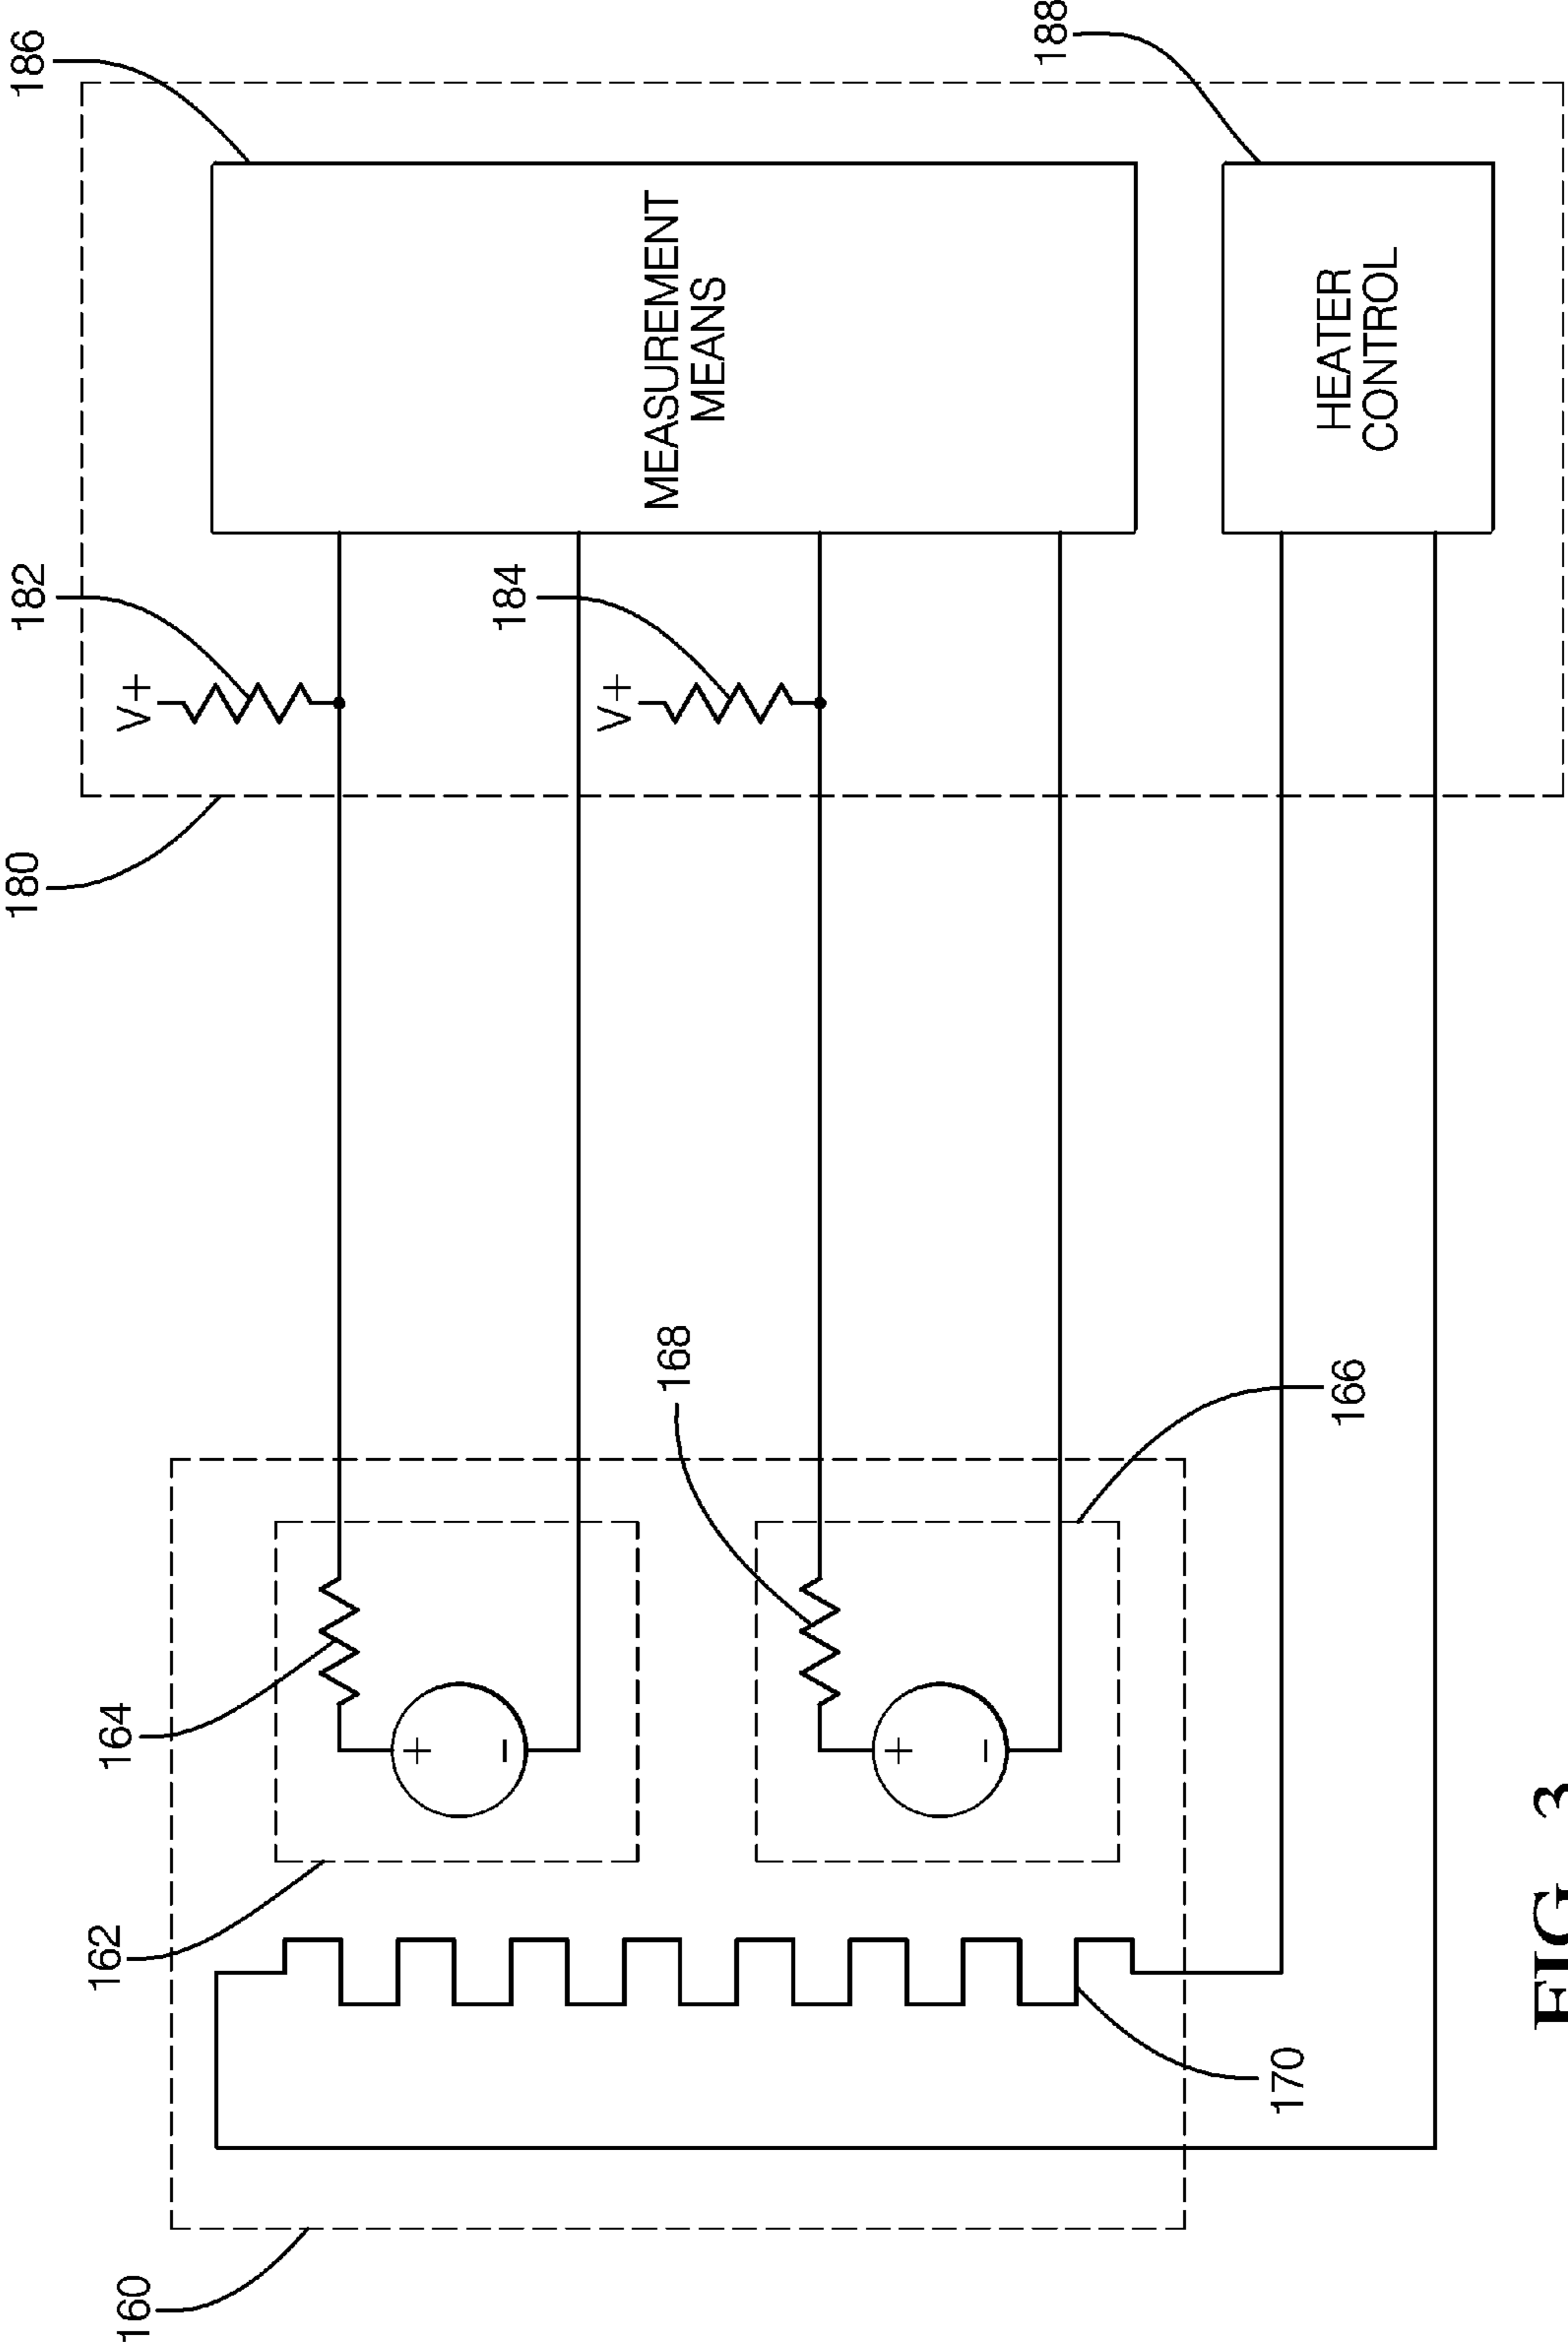 160
162
164
180
182
186
V+
+
-
184
V+
168
MEASUREMENT
MEANS
+
-
188
170
166
HEATER
CONTROL
FIG. 3